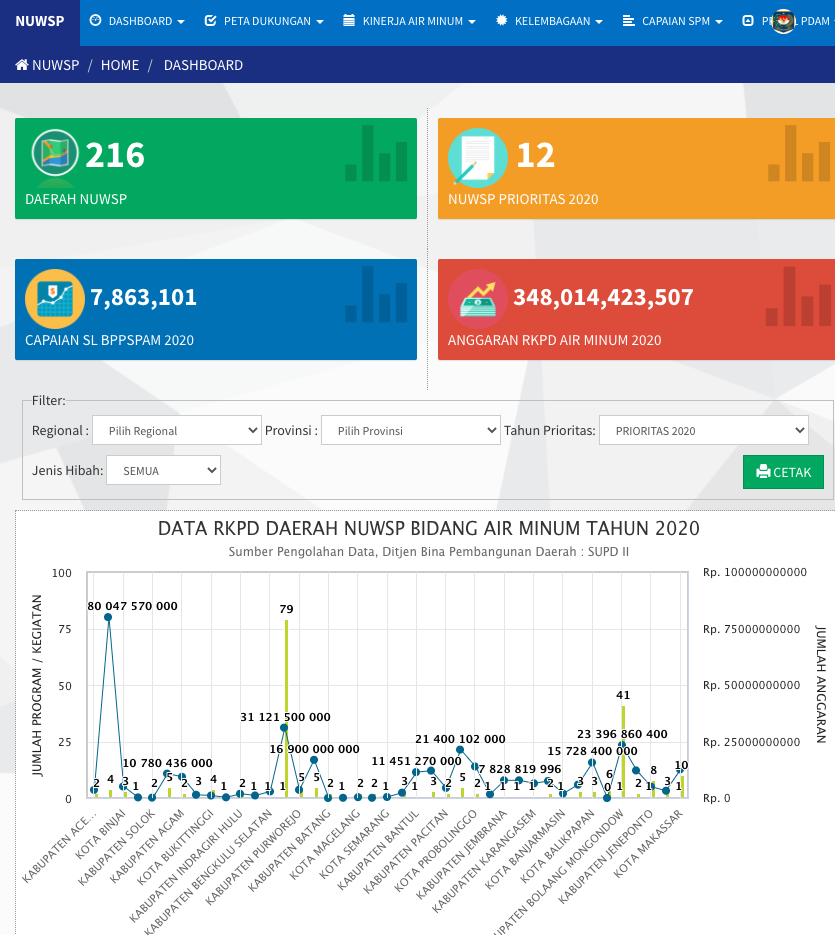 NUWSP DASHBOARD PETA DUKUNGAN KINERJA AIR MINUM KELEMBAGAAN CAPAIAN SPM PDAM
NUWSP / HOME / DASHBOARD
216
DAERAH NUWSP
12
NUWSP PRIORITAS 2020
7,863,101
CAPAIAN SL BPPSPAM 2020
348,014,423,507
ANGGARAN RKPD AIR MINUM 2020
Filter:
Regional : Pilih Regional Provinsi : Pilih Provinsi Tahun Prioritas: PRIORITAS 2020
Jenis Hibah: SEMUA CETAK
DATA RKPD DAERAH NUWSP BIDANG AIR MINUM TAHUN 2020
Sumber Pengolahan Data, Ditjen Bina Pembangunan Daerah : SUPD II
JUMLAH PROGRAM / KEGIATAN
100
75
50
25
0
Rp. 100000000000
Rp. 75000000000
Rp. 50000000000
Rp. 25000000000
Rp. 0
JUMLAH ANGGARAN
80 047 570 000
79
41
31 121 500 000
23 396 860 400
21 400 102 000
16 900 000 000
15 728 400 000
10 780 436 000
11 451 270 000
7 828 819 996
10
2 4 3 1 2 5 2 3 4 1 2 1 1 5 5 2 1 2 2 1 3 1 3 2 5 2 1 1 1 1 2 1 3 3 6 0 1 2 8 3
KABUPATEN ACE...
KOTA BINJAI
KABUPATEN SOLOK
KABUPATEN AGAM
KOTA BUKITTINGGI
KABUPATEN INDRAGIRI HULU
KABUPATEN BENGKULU SELATAN
KABUPATEN PURWOREJO
KABUPATEN BATANG
KOTA MAGELANG
KOTA SEMARANG
KABUPATEN BANTUL
KABUPATEN PACITAN
KOTA PROBOLINGGO
KABUPATEN JEMBRANA
KABUPATEN KARANGASEM
KOTA BANJARMASIN
KOTA BALIKPAPAN
UPATEN BOLAANG MONGONDOW
KABUPATEN JENEPONTO
KOTA MAKASSAR